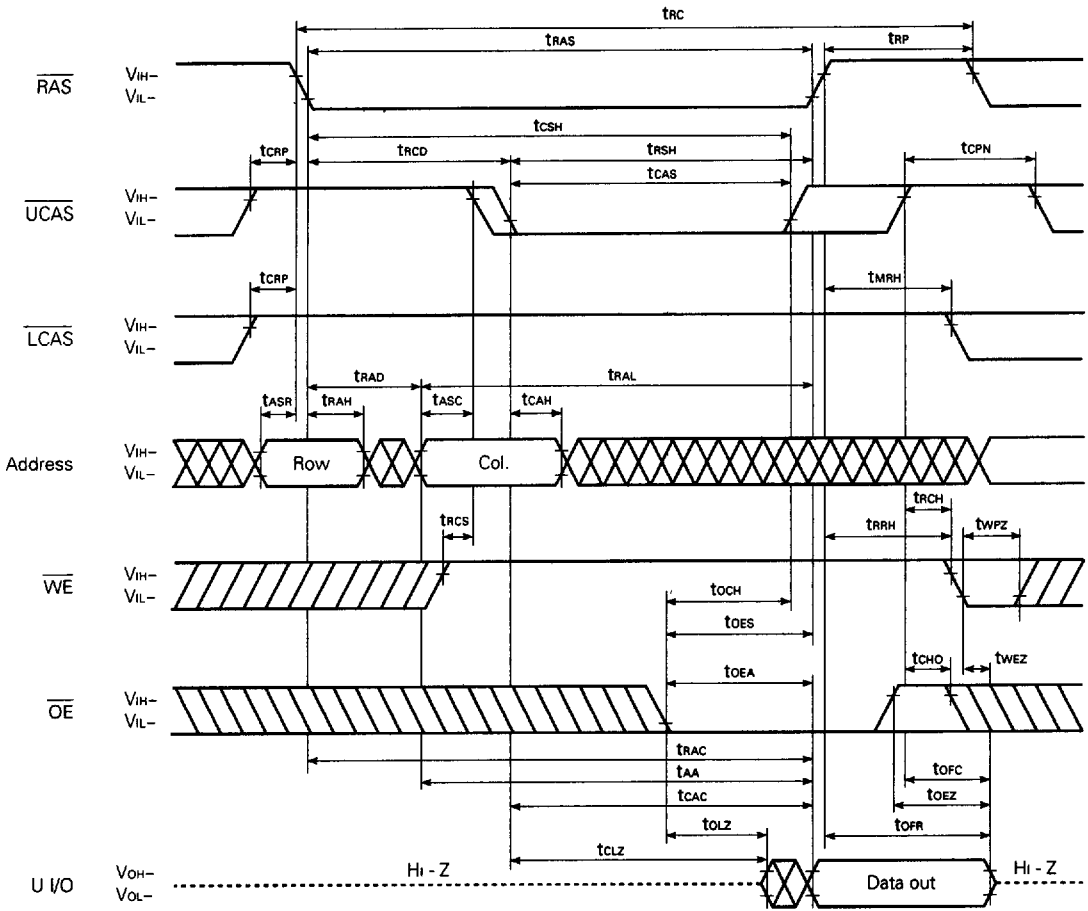 tRC
tRAS
tRP
RAS
VIH–
VIL–
tCSH
tCRP
tRCD
tRSH
tCPN
tCAS
UCAS
VIH–
VIL–
tCRP
tMRH
LCAS
VIH–
VIL–
tRAD
tRAL
tASR
tRAH
tASC
tCAH
Address
VIH–
VIL–
Row
Col.
tRCH
tRCS
tRRH
tWPZ
WE
VIH–
VIL–
tOCH
tOES
tCHO
tWEZ
tOEA
OE
VIH–
VIL–
tRAC
tAA
tOFC
tCAC
tOEZ
tOLZ
tOFR
tCLZ
U I/O
VOH–
VOL–
HI - Z
Data out
HI - Z